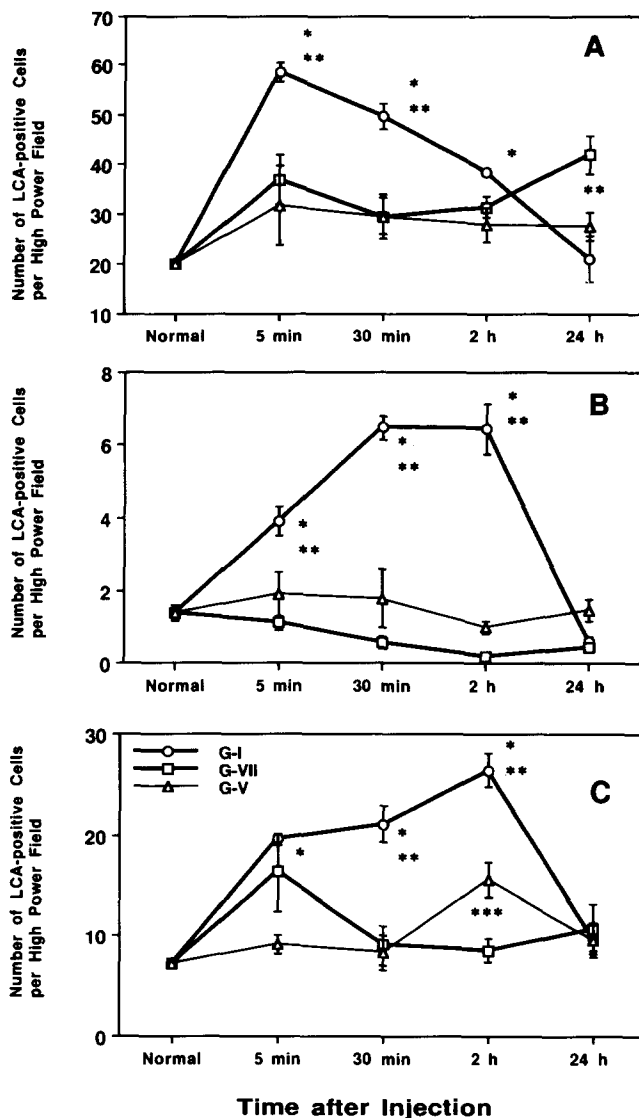 70
60
50
40
30
20
10
Number of LCA-positive Cells
per High Power Field
A
*
**
*
**
*
**
Normal 5 min 30 min 2 h 24 h
8
6
4
2
0
Number of LCA-positive Cells
per High Power Field
B
*
**
*
**
*
**
Normal 5 min 30 min 2 h 24 h
30
20
10
0
Number of LCA-positive Cells
per High Power Field
G-I
G-VII
G-V
C
*
**
*
*
**
***
*
Normal 5 min 30 min 2 h 24 h
Time after Injection